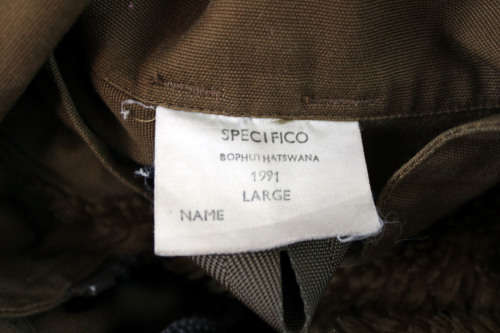 SPECIFICO
BOPHUTHATSWANA
1991
LARGE
NAME